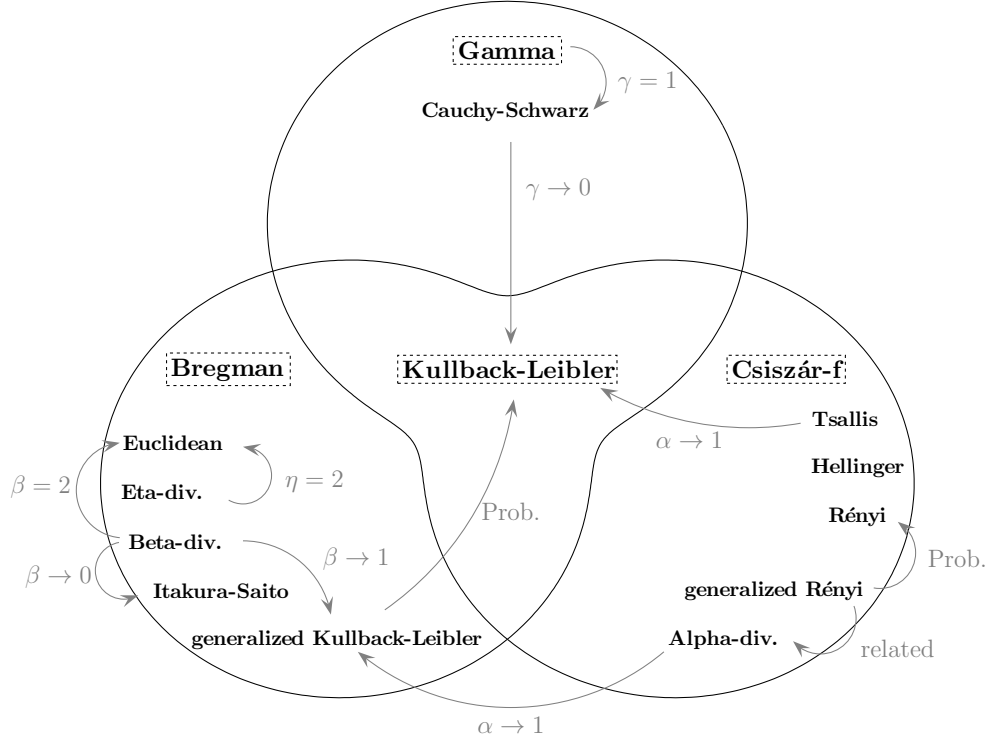 Gamma
γ = 1
Cauchy-Schwarz
γ → 0
Bregman
Kullback-Leibler
Csiszár-f
Tsallis
α → 1
Euclidean
Hellinger
β = 2
Eta-div.
η = 2
Prob.
Rényi
Beta-div.
β → 1
Prob.
β → 0
Itakura-Saito
generalized Rényi
generalized Kullback-Leibler
Alpha-div.
related
α → 1